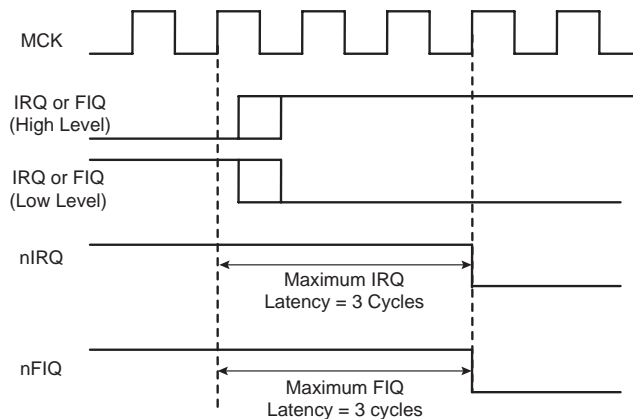 MCK
IRQ or FIQ
(High Level)
IRQ or FIQ
(Low Level)
nIRQ
Maximum IRQ
Latency = 3 Cycles
nFIQ
Maximum FIQ
Latency = 3 cycles